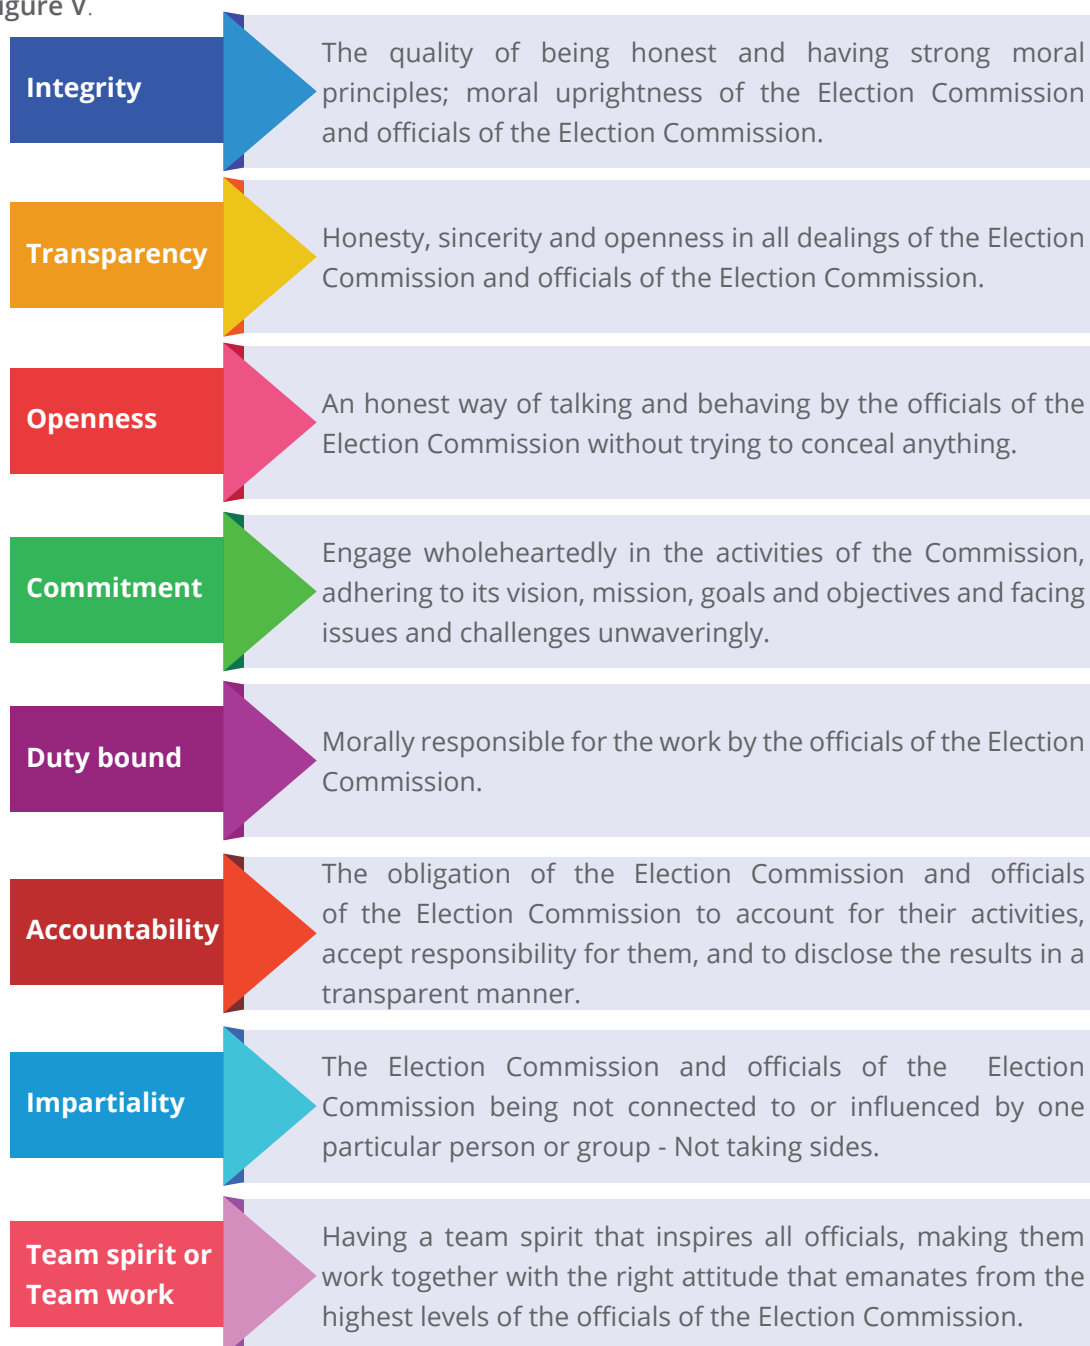 igure V.
Integrity
The quality of being honest and having strong moral
principles; moral uprightness of the Election Commission
and officials of the Election Commission.
Transparency
Honesty, sincerity and openness in all dealings of the Election
Commission and officials of the Election Commission.
Openness
An honest way of talking and behaving by the officials of the
Election Commission without trying to conceal anything.
Commitment
Engage wholeheartedly in the activities of the Commission,
adhering to its vision, mission, goals and objectives and facing
issues and challenges unwaveringly.
Duty bound
Morally responsible for the work by the officials of the Election
Commission.
Accountability
The obligation of the Election Commission and officials
of the Election Commission to account for their activities,
accept responsibility for them, and to disclose the results in a
transparent manner.
Impartiality
The Election Commission and officials of the Election
Commission being not connected to or influenced by one
particular person or group - Not taking sides.
Team spirit or
Team work
Having a team spirit that inspires all officials, making them
work together with the right attitude that emanates from the
highest levels of the officials of the Election Commission.